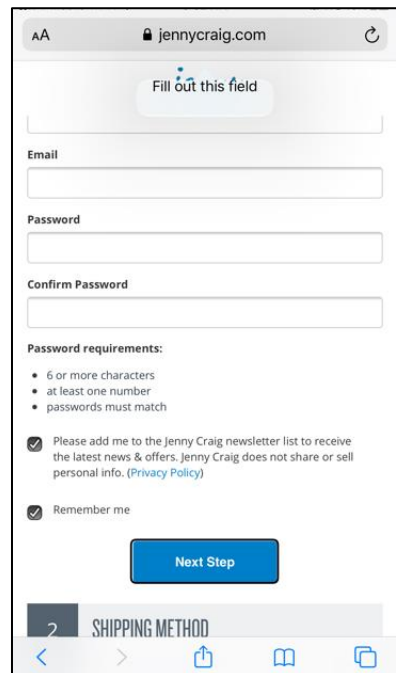 AA jennycraig.com
Fill out this field
Email
Password
Confirm Password
Password requirements:
• 6 or more characters
• at least one number
• passwords must match
Please add me to the Jenny Craig newsletter list to receive
the latest news & offers. Jenny Craig does not share or sell
personal info. (Privacy Policy)
Remember me
Next Step
2 SHIPPING METHOD